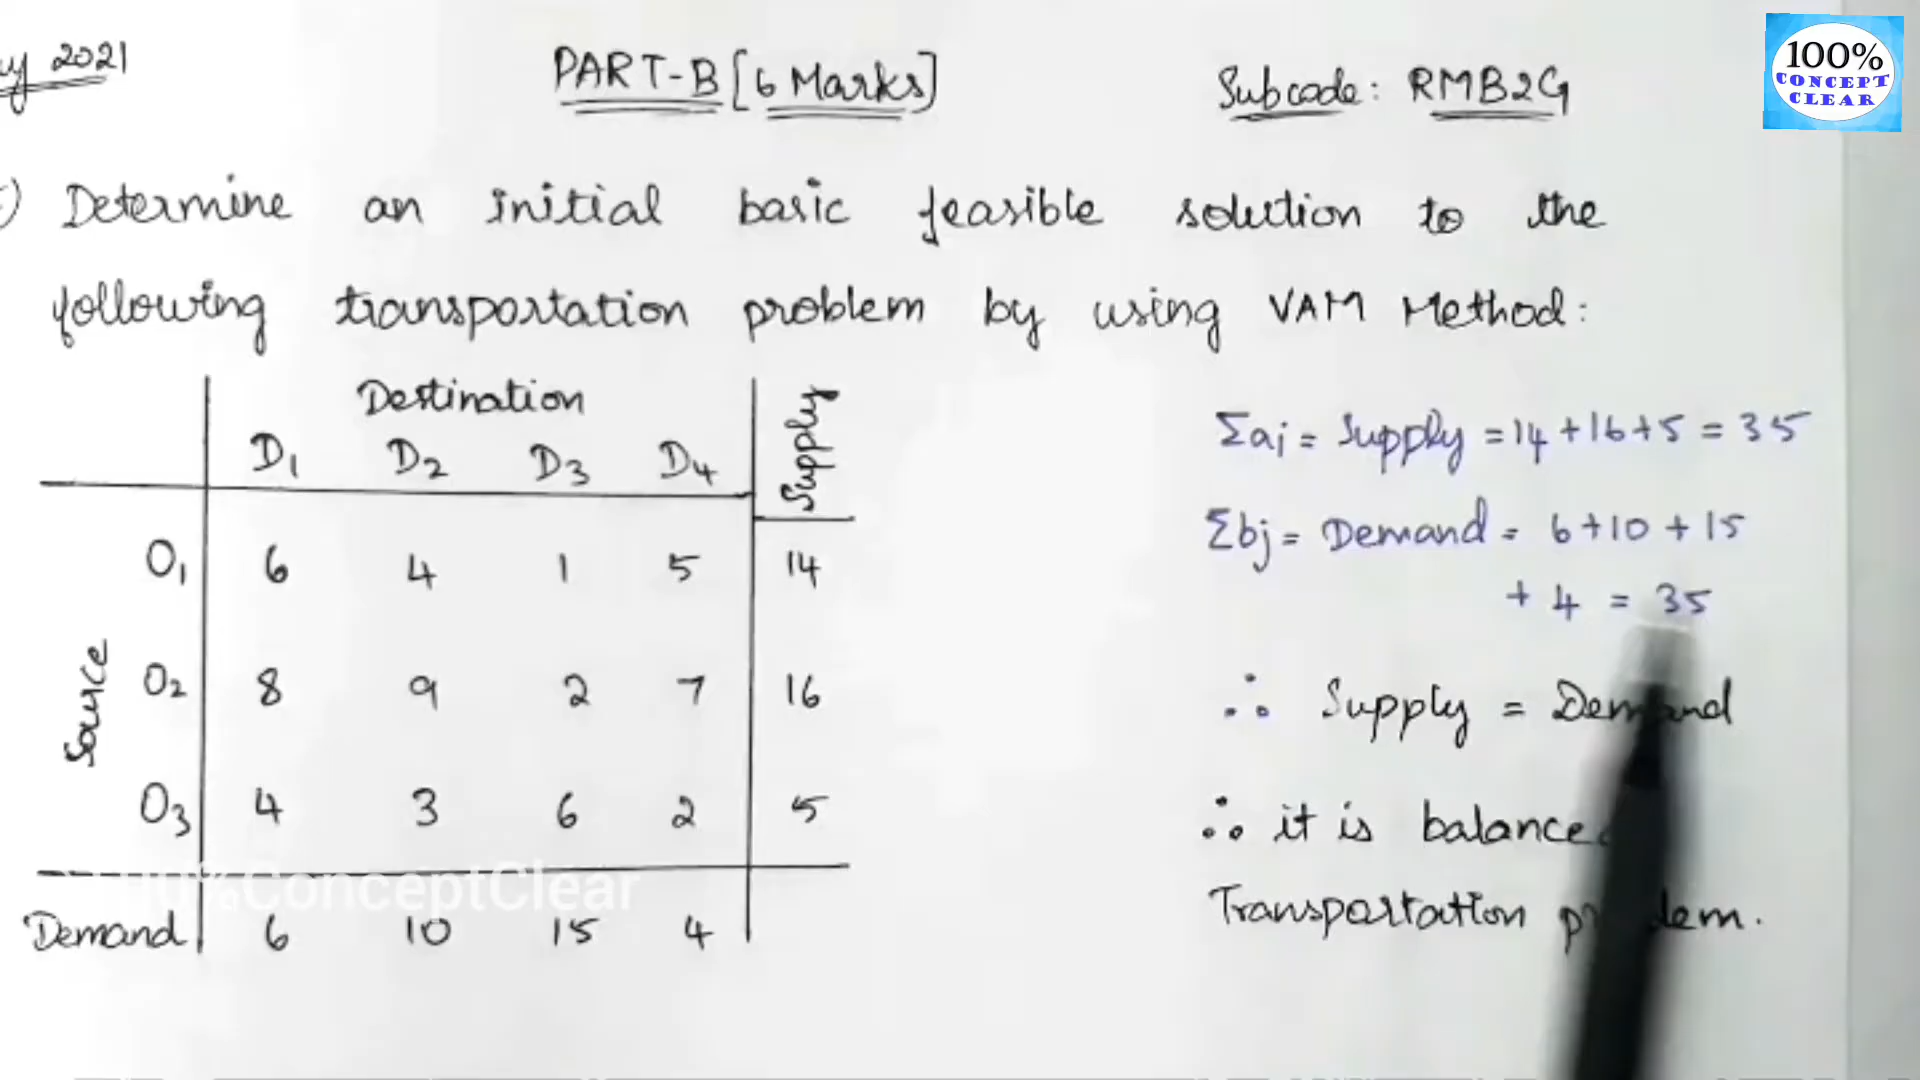 2021
PART-B [6 Marks]
Subcode: RMB2G
100%
CONCEPT
CLEAR
Determine an initial basic feasible solution to the
following transportation problem by using VAM Method:
Destination
Supply
D1 D2 D3 D4
O1 6 4 1 5 14
Source
O2 8 9 2 7 16
O3 4 3 6 2 5
Demand 6 10 15 4
Σai = Supply = 14+16+5 = 35
Σbj = Demand = 6+10+15
+ 4 = 35
∴ Supply = Demand
∴ it is balance
Transportation
%ConceptClear